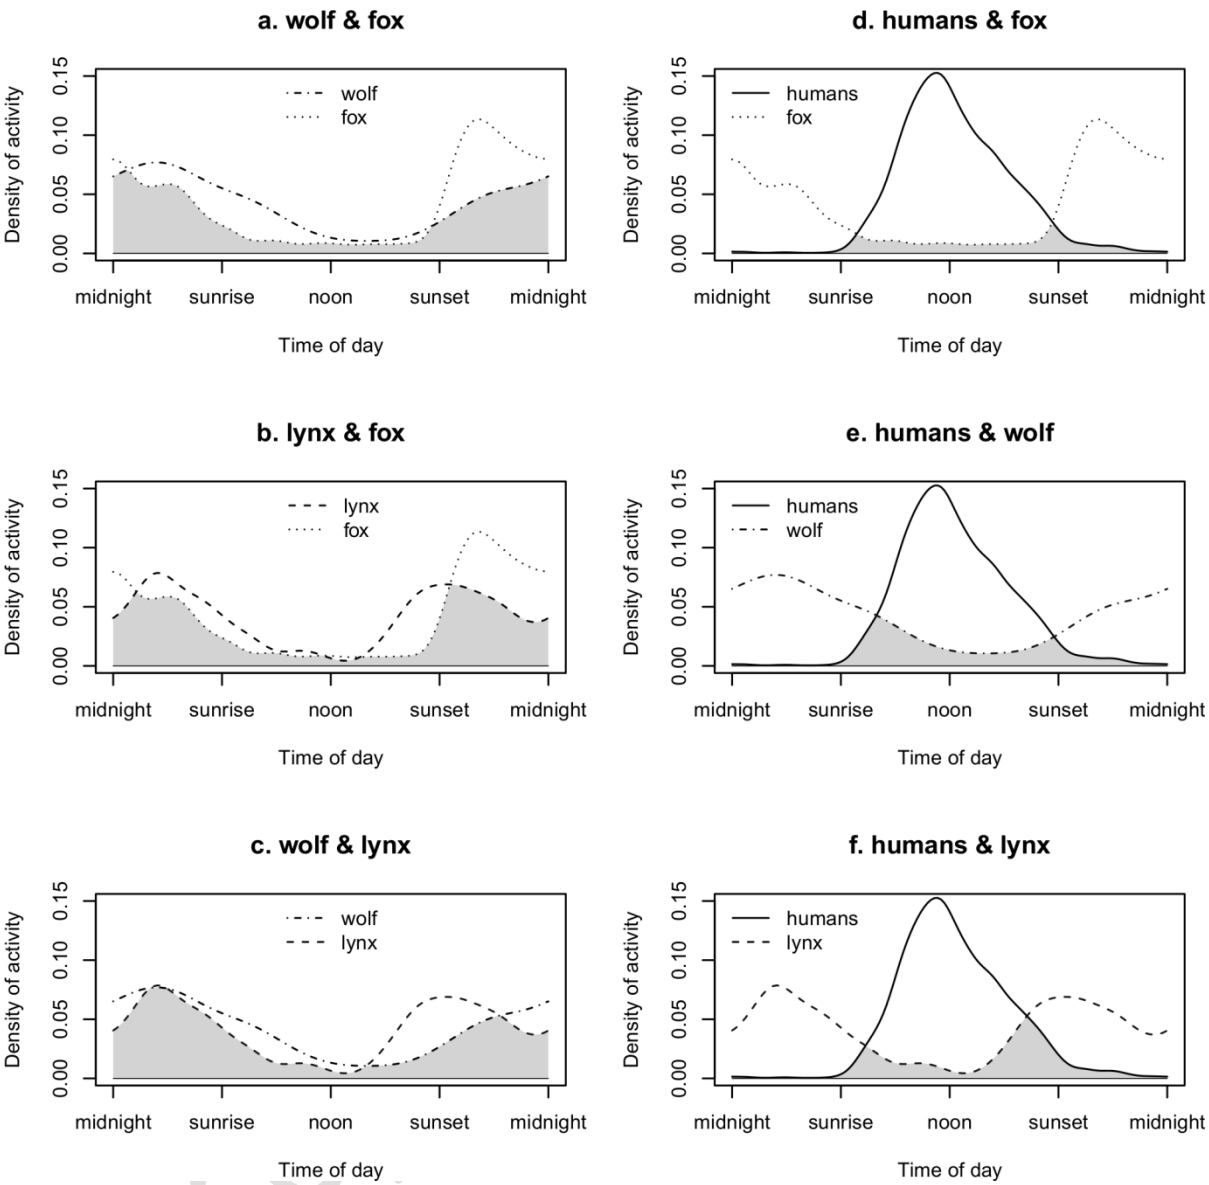 a. wolf & fox
Density of activity
0.00 0.05 0.10 0.15
wolf
fox
midnight sunrise noon sunset midnight
Time of day
d. humans & fox
Density of activity
0.00 0.05 0.10 0.15
humans
fox
midnight sunrise noon sunset midnight
Time of day
b. lynx & fox
Density of activity
0.00 0.05 0.10 0.15
lynx
fox
midnight sunrise noon sunset midnight
Time of day
e. humans & wolf
Density of activity
0.00 0.05 0.10 0.15
humans
wolf
midnight sunrise noon sunset midnight
Time of day
c. wolf & lynx
Density of activity
0.00 0.05 0.10 0.15
wolf
lynx
midnight sunrise noon sunset midnight
Time of day
f. humans & lynx
Density of activity
0.00 0.05 0.10 0.15
humans
lynx
midnight sunrise noon sunset midnight
Time of day